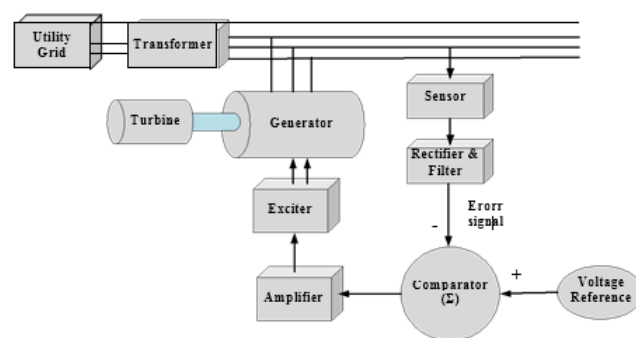 Utility
Grid
Transformer
Sensor
Turbine
Generator
Rectifier &
Filter
Exciter
Erorr
signal
-
+
Comparator
(Σ)
Voltage
Reference
Amplifier